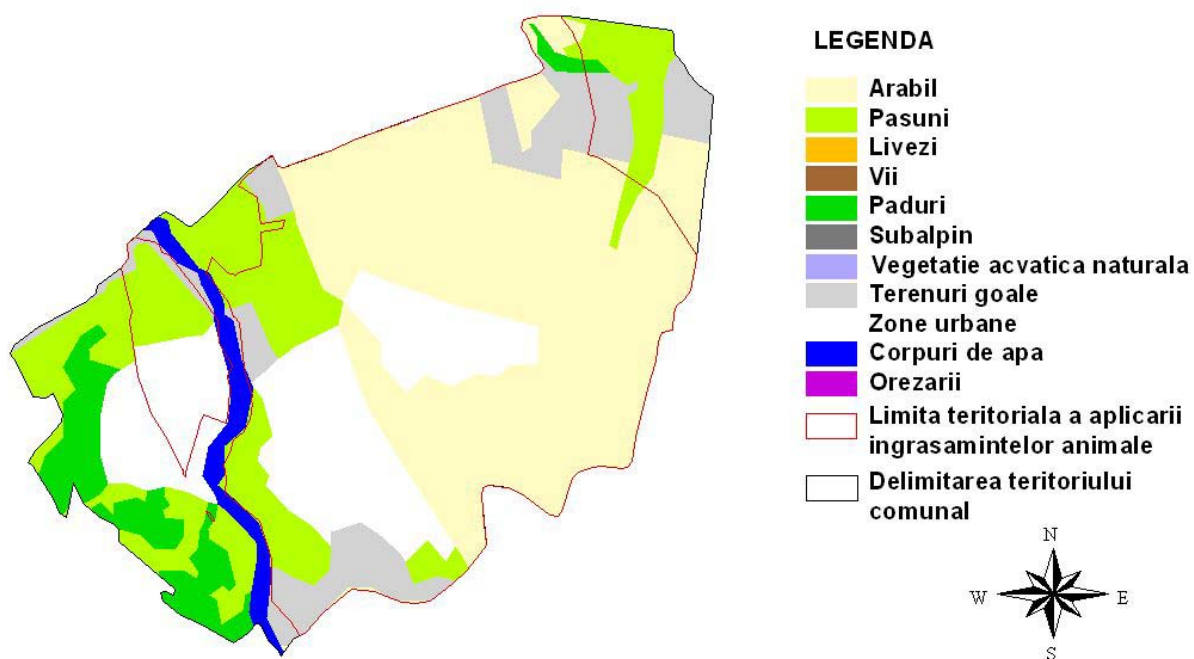 LEGENDA
Arabil
Pasuni
Livezi
Vii
Paduri
Subalpin
Vegetatie acvatica naturala
Terenuri goale
Zone urbane
Corpuri de apa
Orezarii
Limita teritoriala a aplicarii
ingrasamintelor animale
Delimitarea teritoriului
comunal
N
W E
S